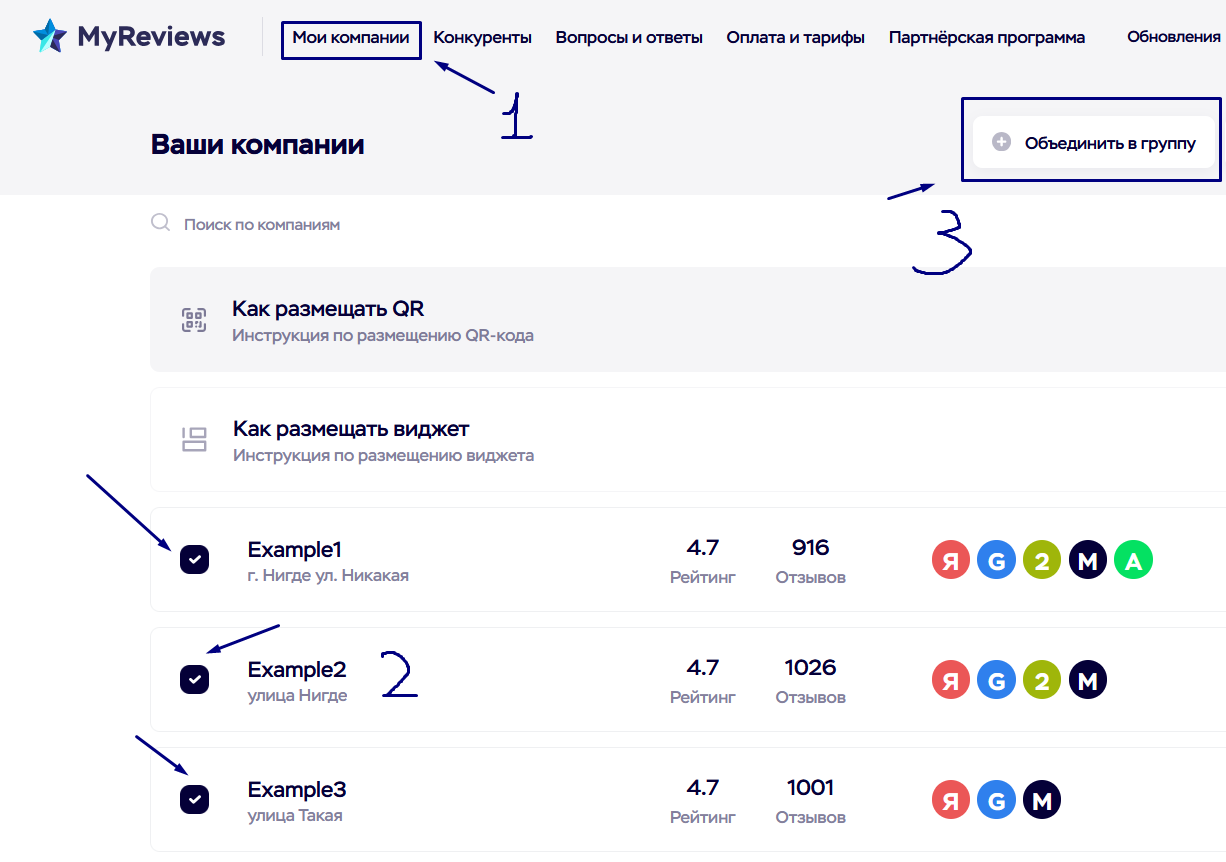 MyReviews
Мои компании Конкуренты Вопросы и ответы Оплата и тарифы Партнёрская программа Обновления
1
Ваши компании
Объединить в группу
3
Поиск по компаниям
Как размещать QR
Инструкция по размещению QR-кода
Как размещать виджет
Инструкция по размещению виджета
Example1 4.7 916
г. Нигде ул. Никакая Рейтинг Отзывов
Я G 2 М A
Example2 4.7 1026
улица Нигде Рейтинг Отзывов
2
Я G 2 М
Example3 4.7 1001
улица Такая Рейтинг Отзывов
Я G М